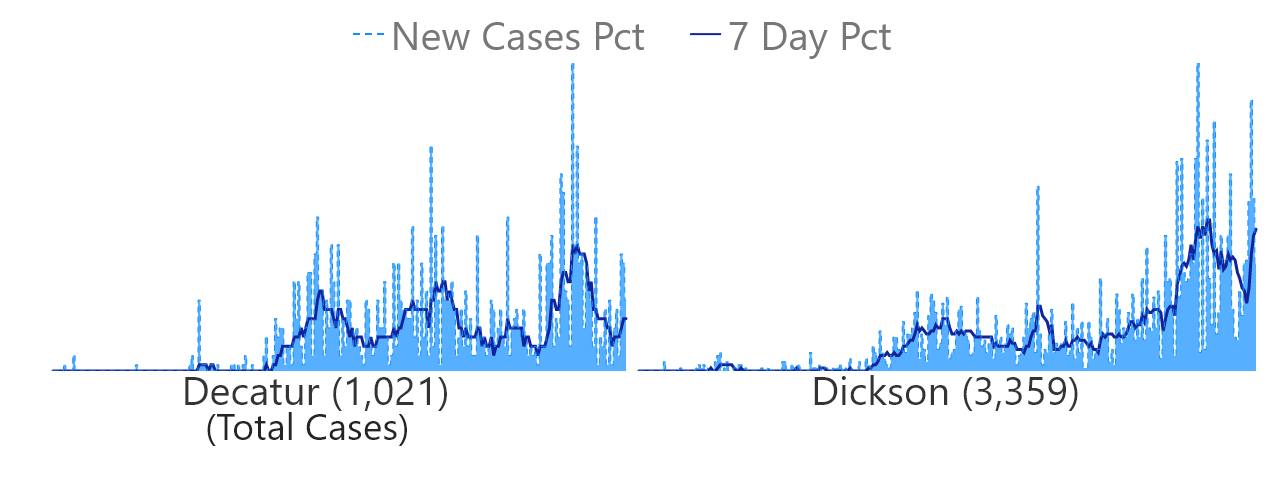 New Cases Pct 7 Day Pct
Decatur (1,021)
(Total Cases)
Dickson (3,359)